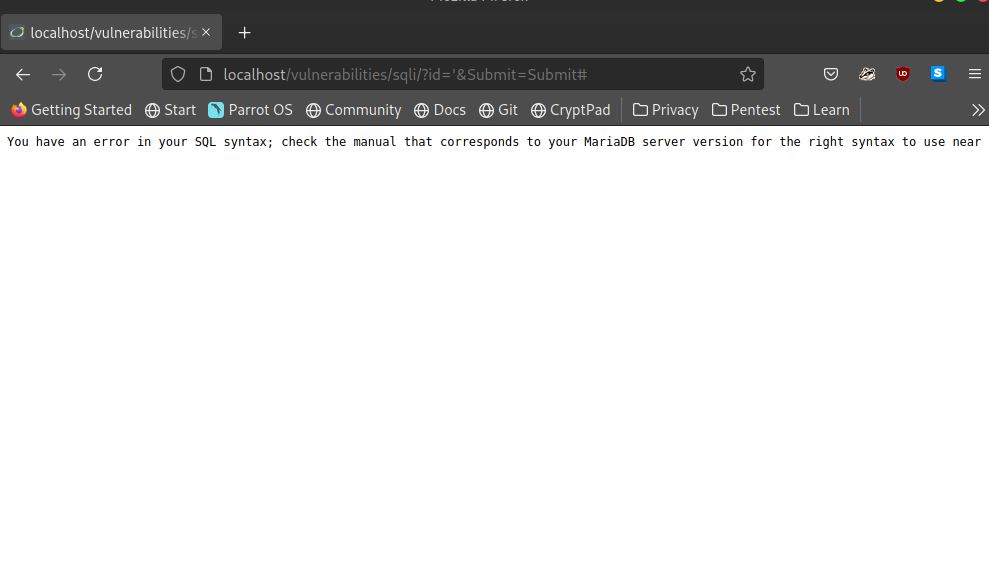 localhost/vulnerabilities/s
localhost/vulnerabilities/sqli/?id='&Submit=Submit#
Getting Started Start Parrot OS Community Docs Git CryptPad Privacy Pentest Learn
You have an error in your SQL syntax; check the manual that corresponds to your MariaDB server version for the right syntax to use near